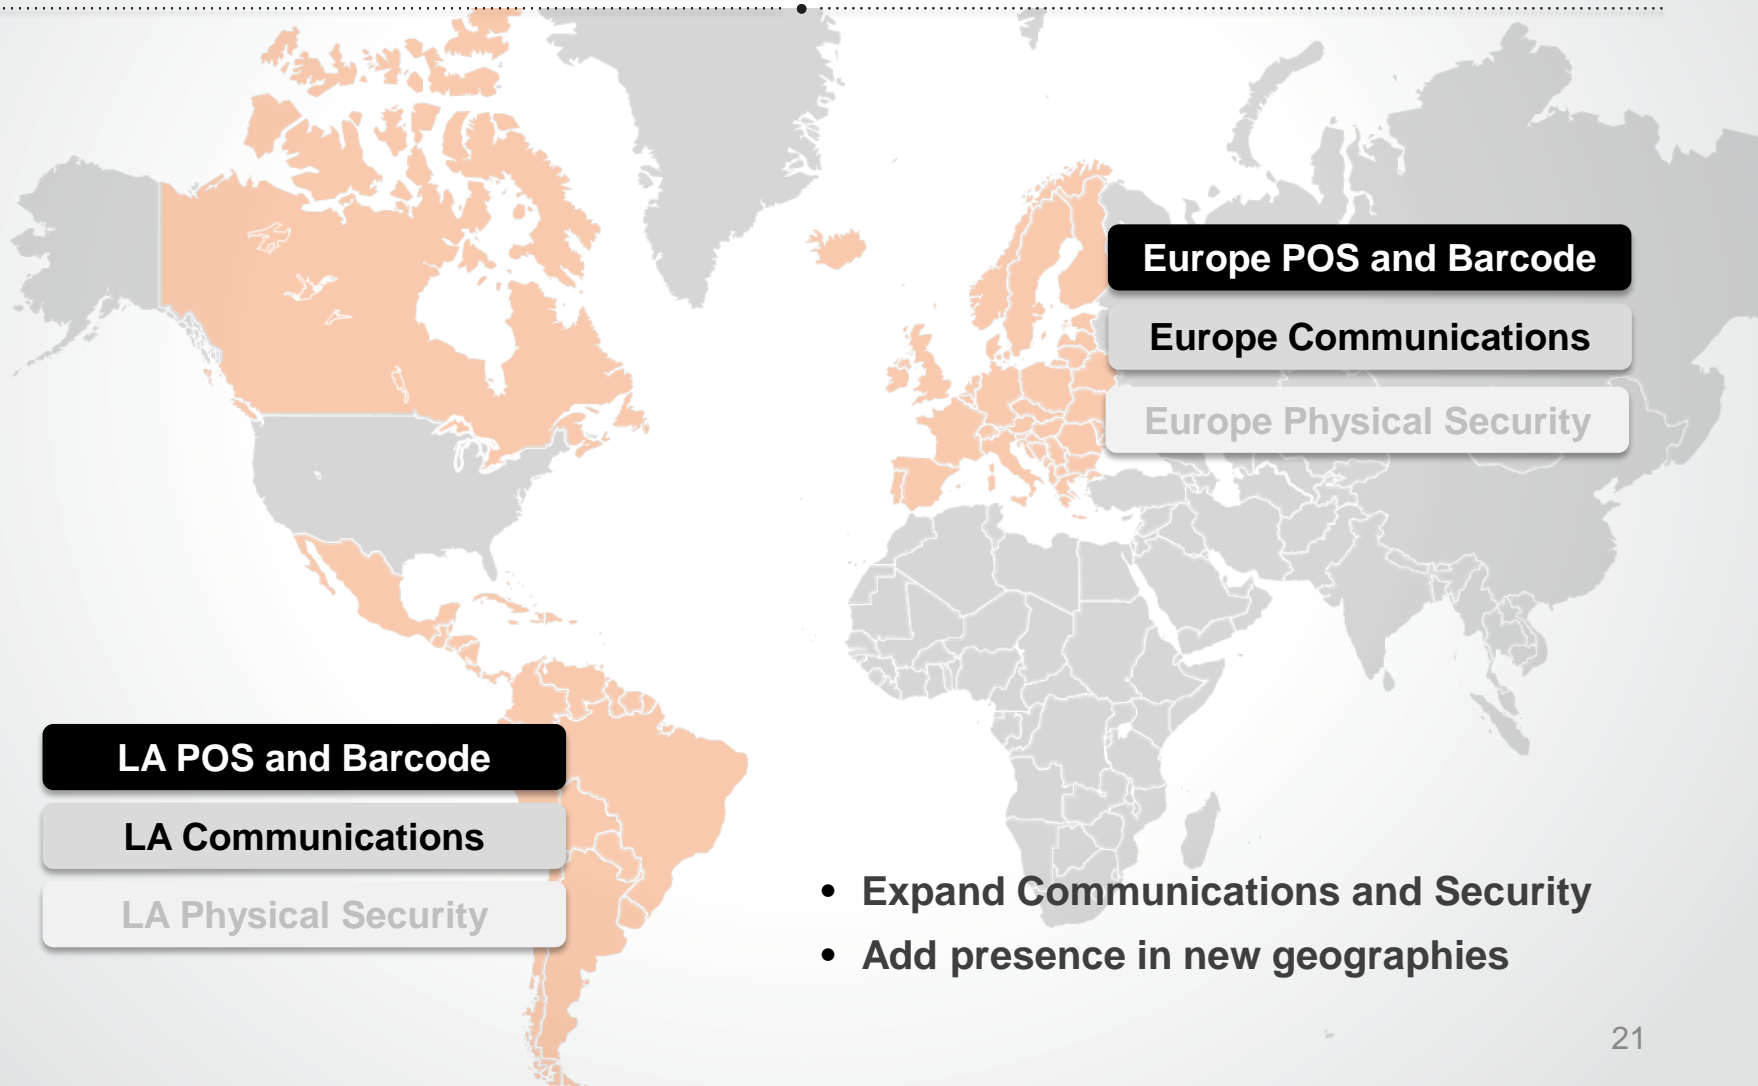 Europe POS and Barcode
Europe Communications
Europe Physical Security
LA POS and Barcode
LA Communications
LA Physical Security
• Expand Communications and Security
• Add presence in new geographies
21